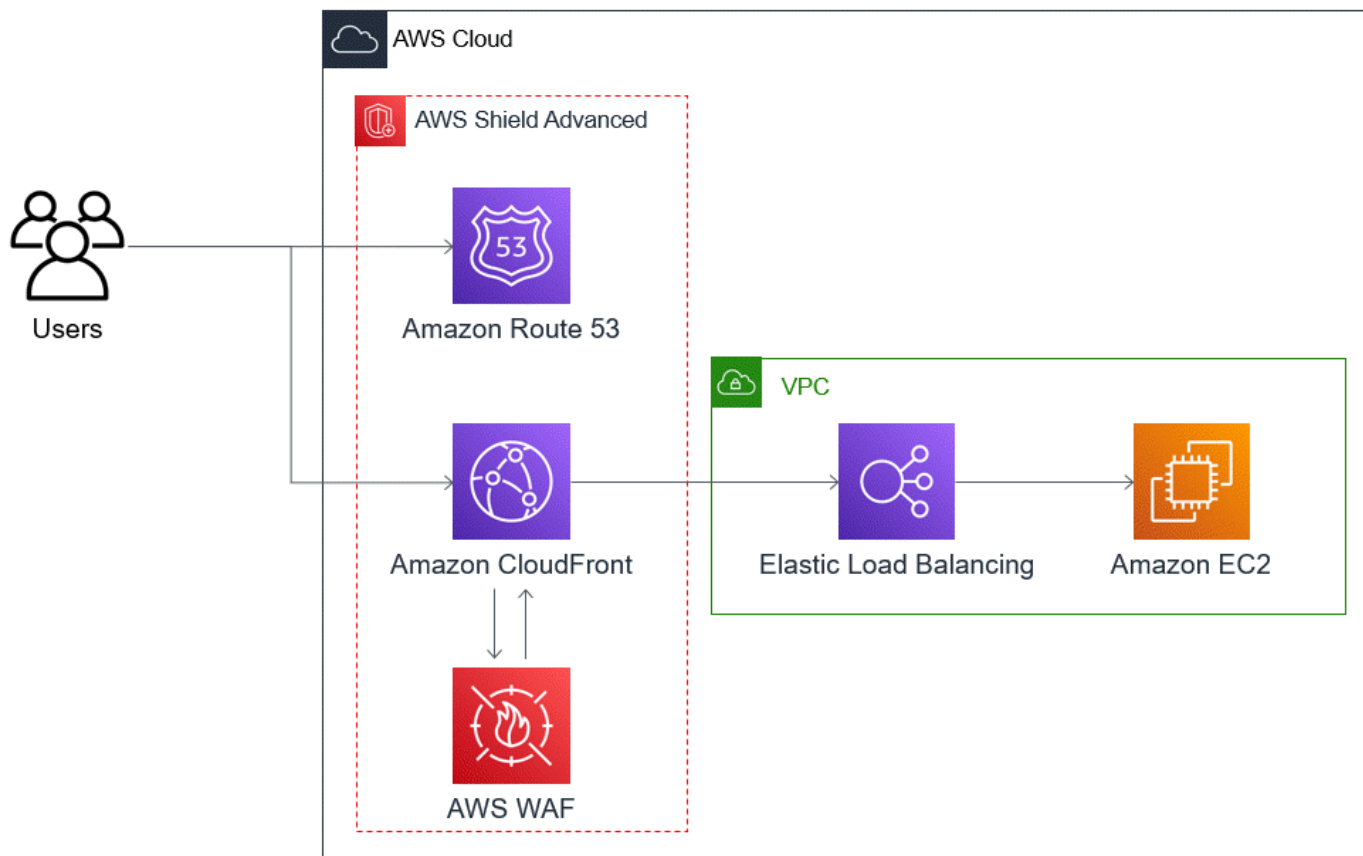 AWS Cloud
AWS Shield Advanced
53
Users
Amazon Route 53
VPC
Amazon CloudFront
Elastic Load Balancing
Amazon EC2
AWS WAF